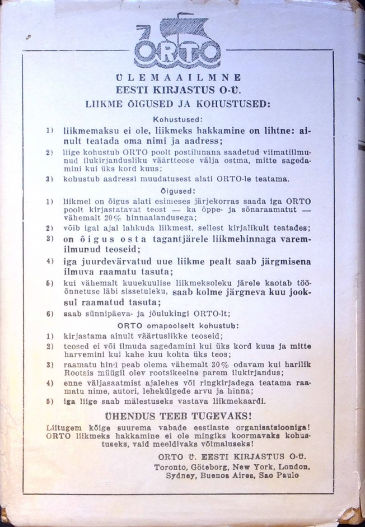 ORTO
ÜLEMAAILMNE
EESTI KIRJASTUS O-Ü.
LIIKME ÕIGUSED JA KOHUSTUSED:
Kohustused:
1) liikmemaksu ei ole, liikmeks hakkamine on lihtne: ai-
nult teatada oma nimi ja aadress;
2) liige kohustub ORTO poolt postilunana saadetud viimatiilmu-
nud ilukirjandusliku väärtteose välja ostma, mitte sageda-
mini kui üks kord kuus;
3) kohustub aadressi muudatusest alati ORTO-le teatama.
Õigused:
1) liikmel on õigus alati esimeses järjekorras saada iga ORTO
poolt kirjastatavat teost — ka õppe- ja sõnaraamatut —
vähemalt 20% hinnaalandusega;
2) võib igal ajal lahkuda liikmest, sellest kirjalikult teatades;
3) on õigus osta tagantjärele liikmehinnaga varem-
ilmunud teoseid;
4) iga juurdevärvatud uue liikme pealt saab järgmisena
ilmuva raamatu tasuta;
5) kui vähemalt kuuekuulise liikmeksoleku järele kaotab töö-
õnnetuse läbi sissetuleku, saab kolme järgneva kuu jook-
sul raamatud tasuta;
6) saab sünnipäeva- ja jõulukingi ORTO-lt;
ORTO omapoolselt kohustub:
1) kirjastama ainult väärtuslikke teoseid;
2) teosed ei või ilmuda sagedamini kui üks kord kuus ja mitte
harvemini kui kahe kuu kohta üks teos;
3) raamatu hind peab olema vähemalt 30% odavam kui harilik
Rootsis müügil olev rootsikeelne parem ilukirjandus;
4) enne väljasaatmist ajalehes või ringkirjadega teatama raa-
matu nime, autori, lehekülgede arvu ja hinna;
5) iga liige saab mälestuseks vastava liikmekaardi.
ÜHENDUS TEEB TUGEVAKS!
Liitugem kõige suurema vabade eestlaste organisatsiooniga!
ORTO liikmeks hakkamine ei ole mingiks koormavaks kohus-
tuseks, vaid meeldivaks võimaluseks!
ORTO Ü. EESTI KIRJASTUS O-Ü.
Toronto, Göteborg, New York, London,
Sydney, Buenos Aires, Sao Paulo